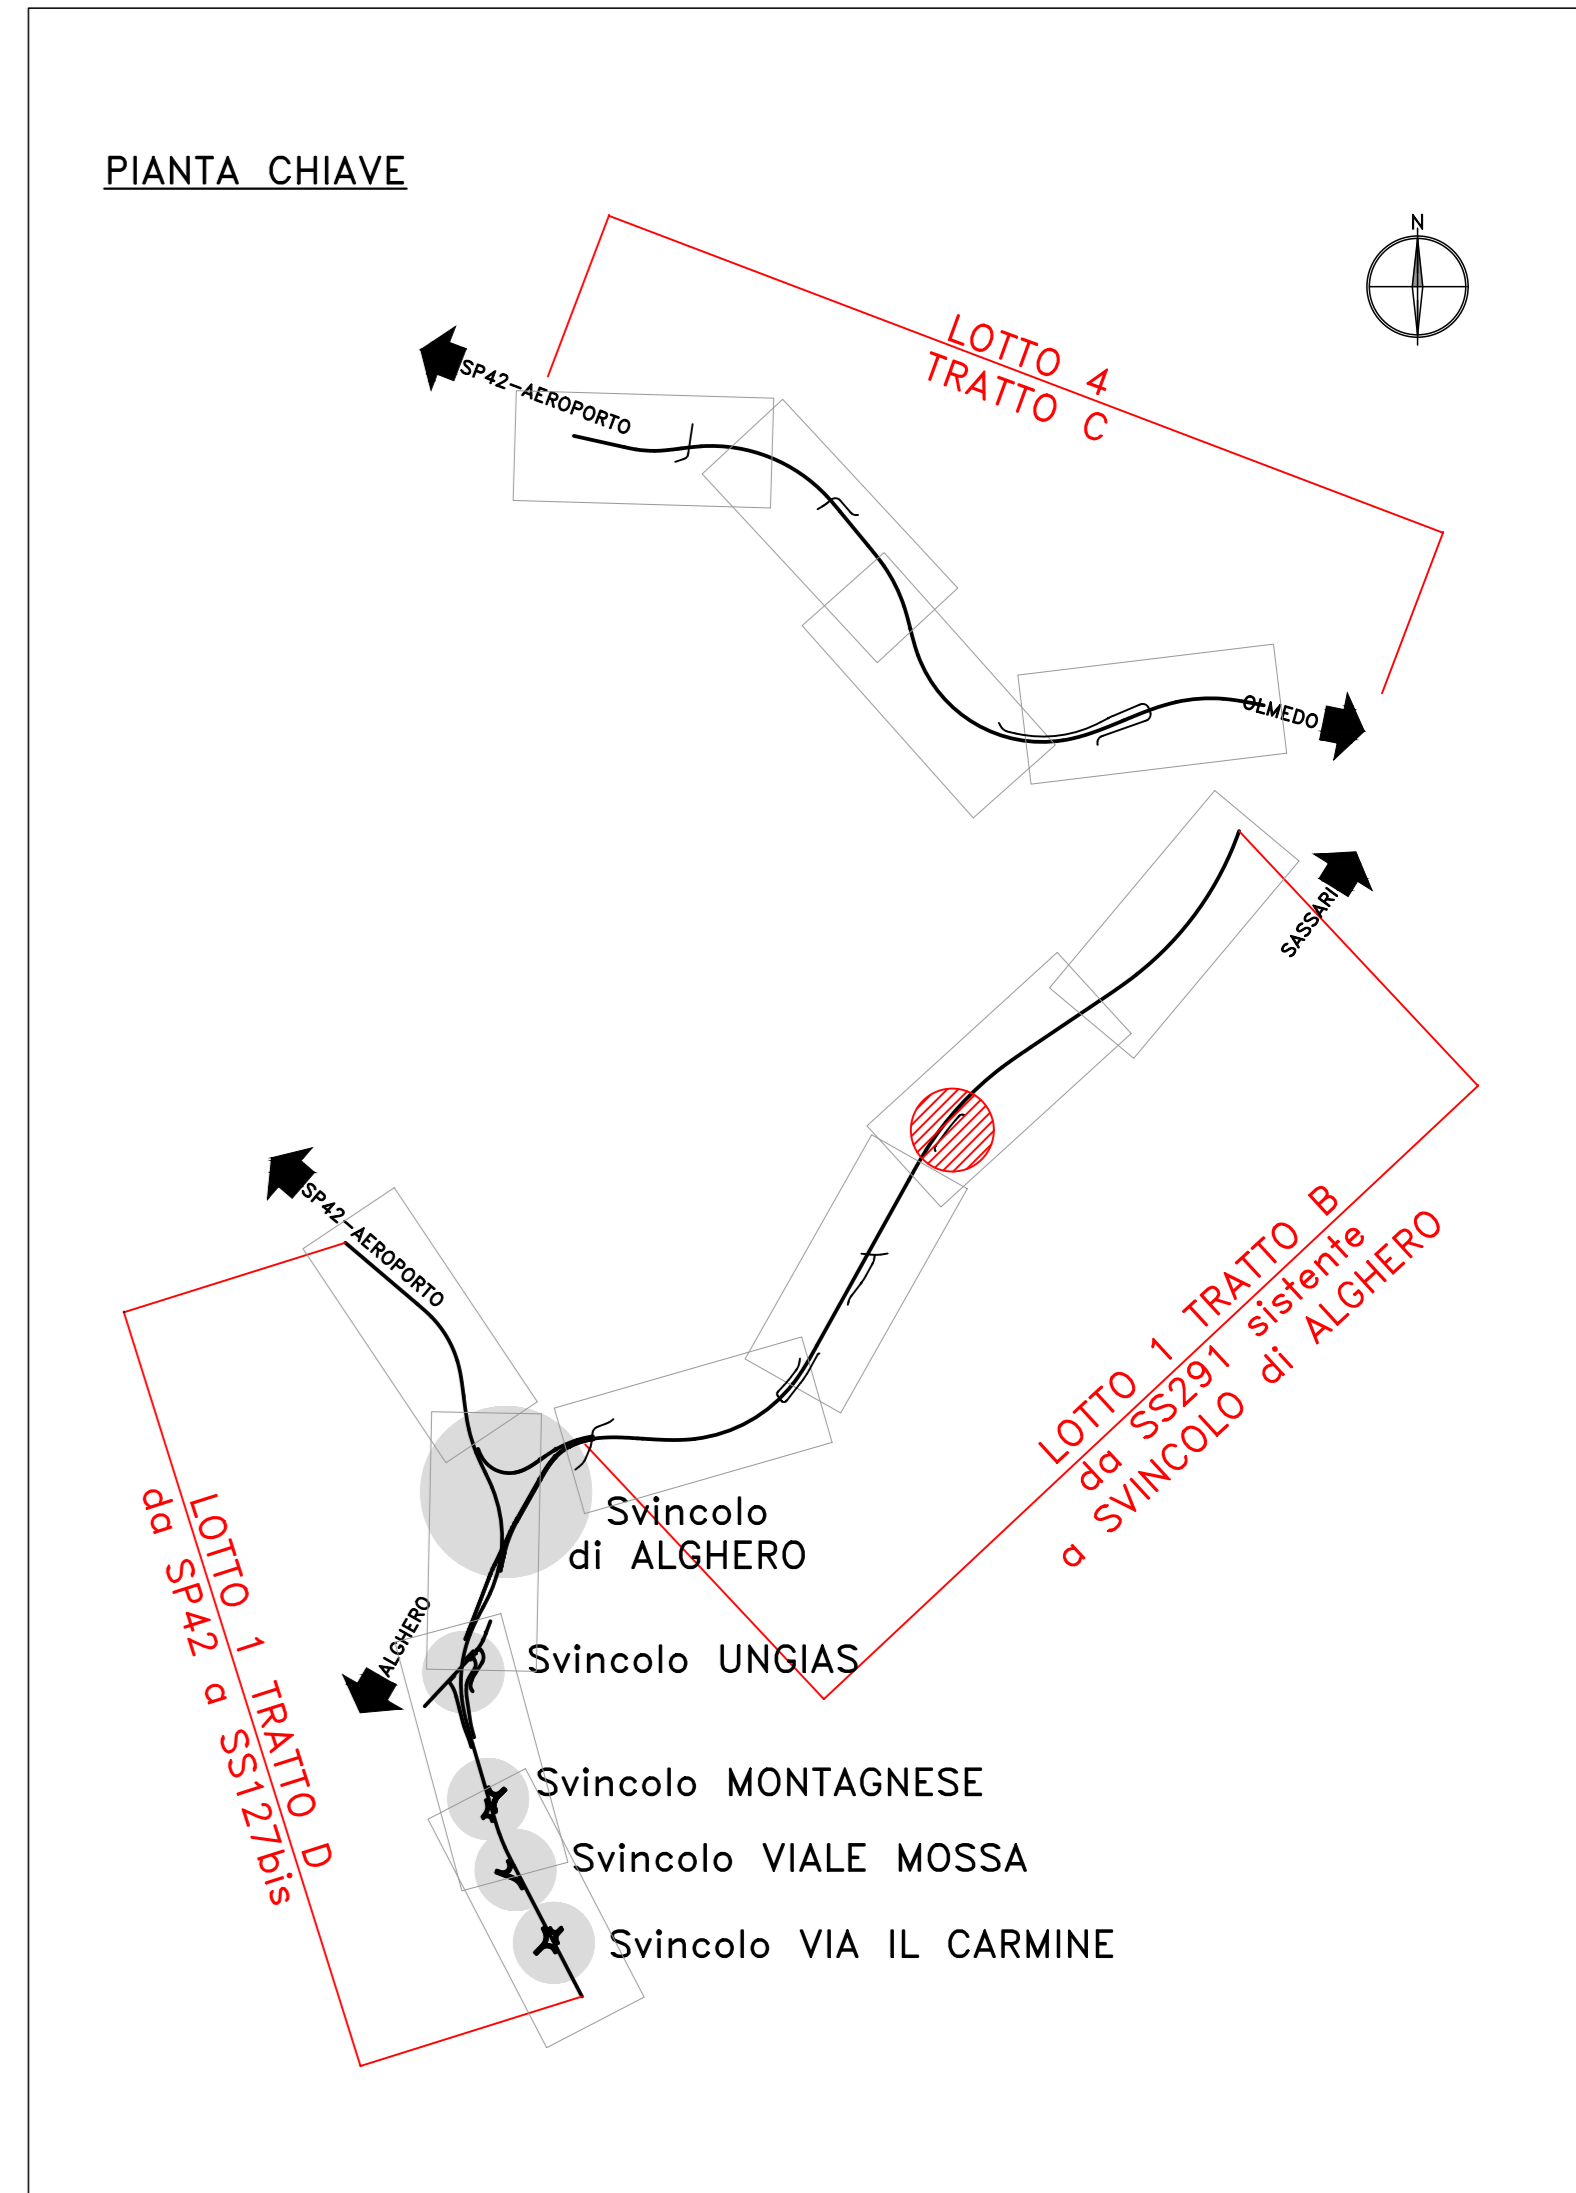 PIANTA CHIAVE
N
LOTTO 4
TRATTO C
SP42-AEROPORTO
OLMEDO
SASSARI
SP42-AEROPORTO
LOTTO 1 TRATTO B
da SS291 sistente
a SVINCOLO di ALGHERO
Svincolo
di ALGHERO
LOTTO 1 TRATTO D
da SP42 a SS127bis
ALGHERO
Svincolo UNGIAS
Svincolo MONTAGNESE
Svincolo VIALE MOSSA
Svincolo VIA IL CARMINE